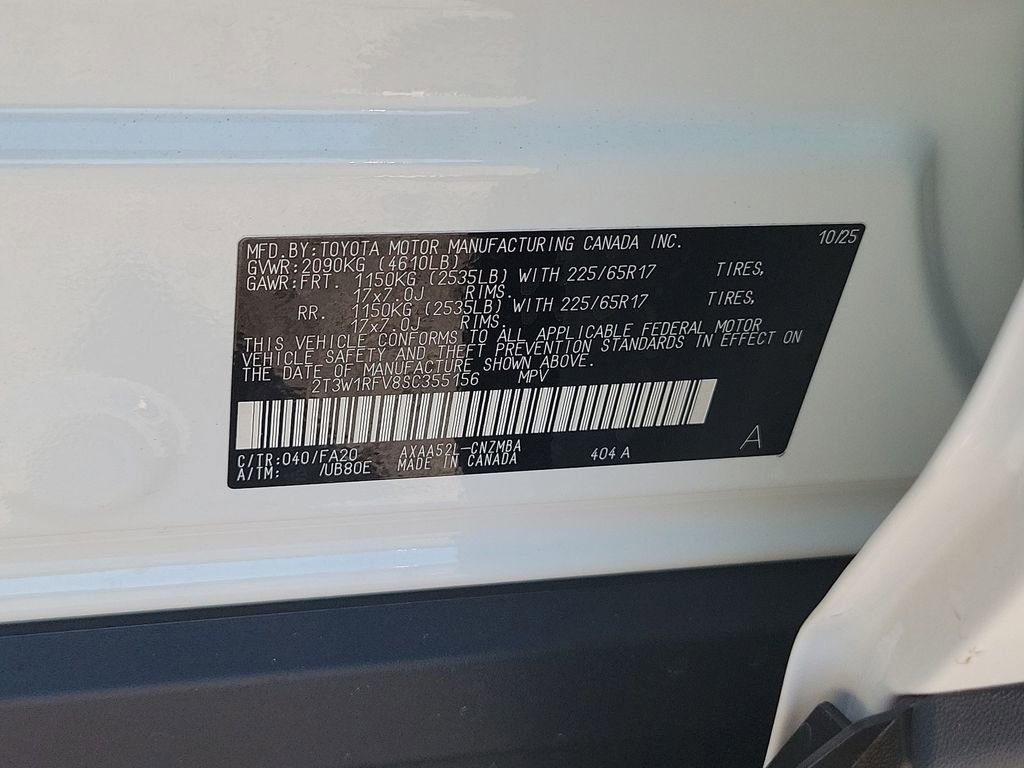 MFD. BY: TOYOTA MOTOR MANUFACTURING CANADA INC. 10/25
GVWR: 2090KG (4610LB)
GAWR: FRT. 1150KG (2535LB) WITH 225/65R17 TIRES,
17x7.0J RIMS.
RR. 1150KG (2535LB) WITH 225/65R17 TIRES,
17x7.0J RIMS.
THIS VEHICLE CONFORMS TO ALL APPLICABLE FEDERAL MOTOR
VEHICLE SAFETY AND THEFT PREVENTION STANDARDS IN EFFECT ON
THE DATE OF MANUFACTURE SHOWN ABOVE.
2T3W1RFV8SC355156 MPV
C/TR: 040/FA20 AXAA52L-CNZMBA 404 A A
A/TM: /UB80E MADE IN CANADA